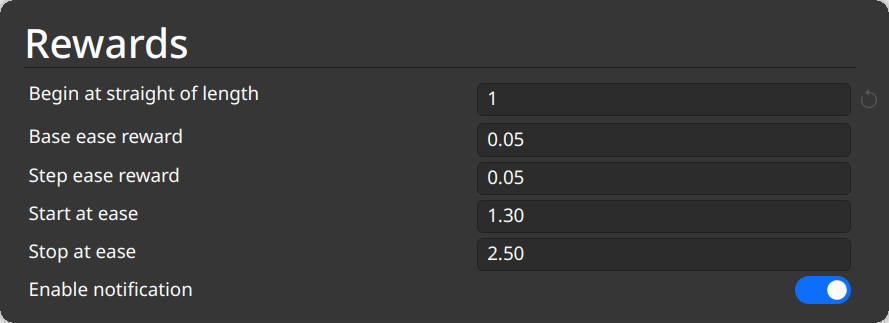 Rewards
Begin at straight of length 1
Base ease reward 0.05
Step ease reward 0.05
Start at ease 1.30
Stop at ease 2.50
Enable notification